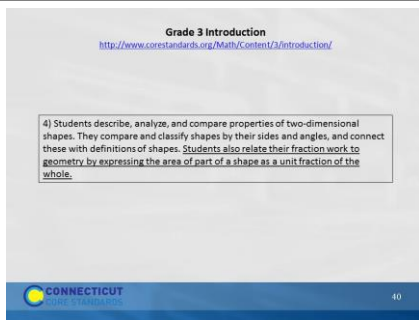 Grade 3 Introduction
http://www.corestandards.org/Math/Content/3/introduction/
4) Students describe, analyze, and compare properties of two-dimensional
shapes. They compare and classify shapes by their sides and angles, and connect
these with definitions of shapes. Students also relate their fraction work to
geometry by expressing the area of part of a shape as a unit fraction of the
whole.
CONNECTICUT
CORE STANDARDS
40